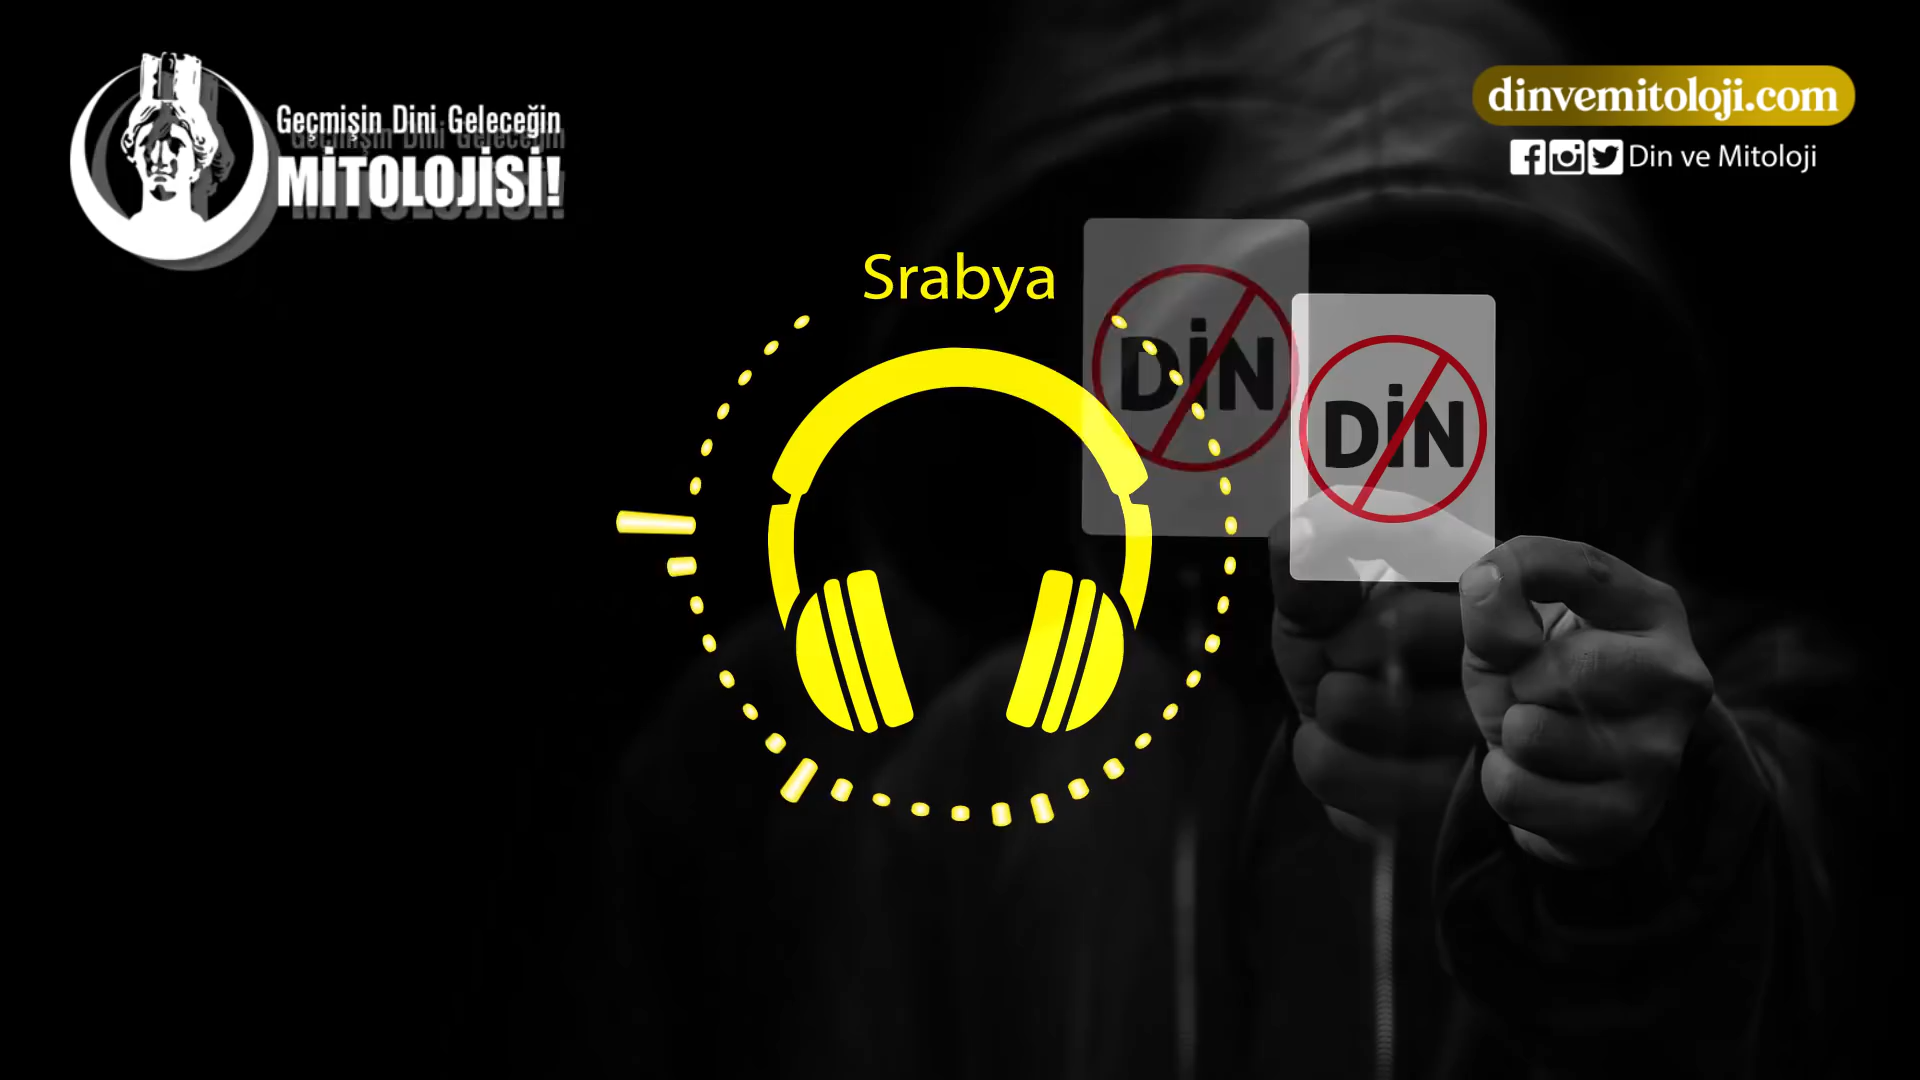 Geçmişin Dini Geleceğin
MİTOLOJİSİ!
dinvemitoloji.com
Din ve Mitoloji
Srabya
DİN
DİN